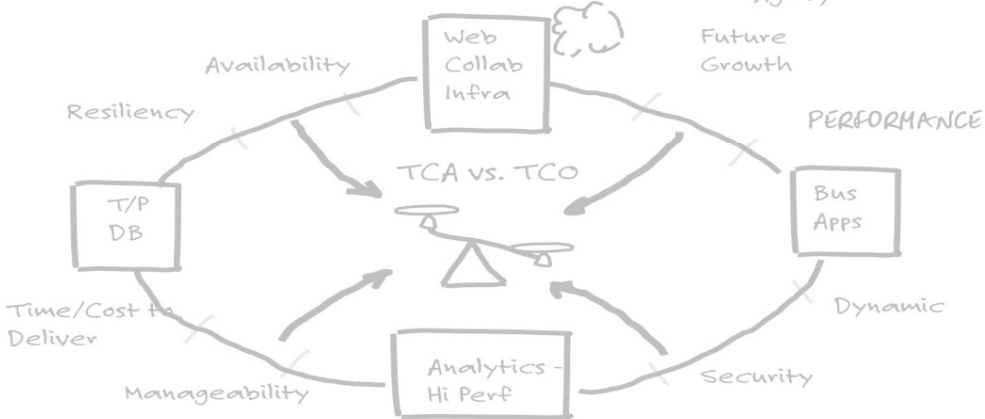 Web
Collab
Infra
Future
Growth
Availability
Resiliency
PERFORMANCE
TCA vs. TCO
T/P
DB
Bus
Apps
Time/Cost to
Deliver
Dynamic
Analytics -
Hi Perf
Security
Manageability